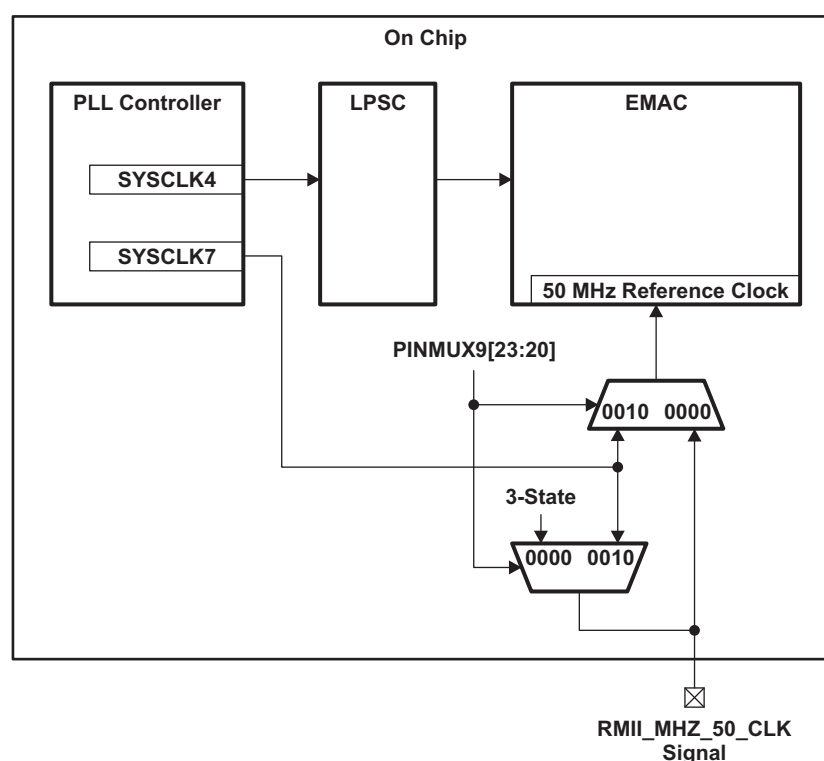 On Chip
PLL Controller
LPSC
EMAC
SYSCLK4
SYSCLK7
50 MHz Reference Clock
PINMUX9[23:20]
0010 0000
3-State
0000 0010
RMII_MHZ_50_CLK
Signal